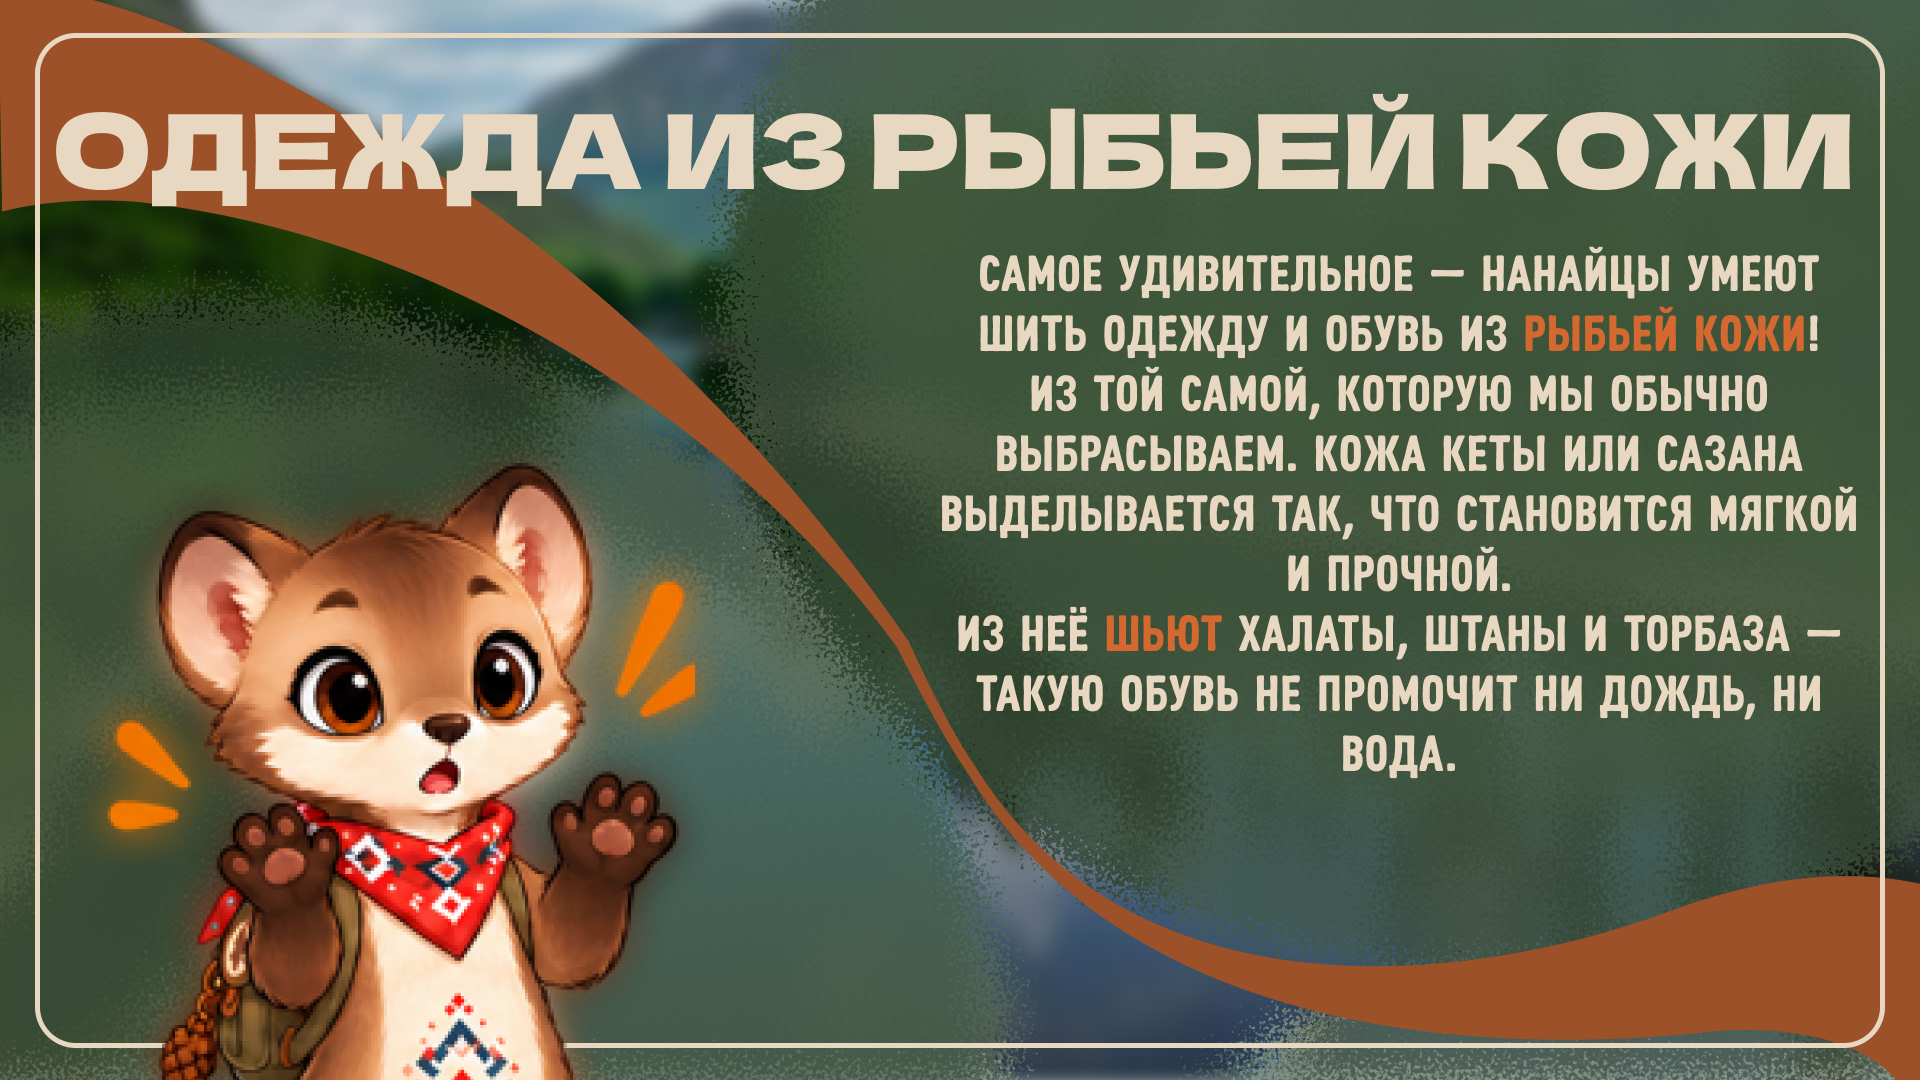 ОДЕЖДА ИЗ РЫБЬЕЙ КОЖИ
САМОЕ УДИВИТЕЛЬНОЕ — НАНАЙЦЫ УМЕЮТ
ШИТЬ ОДЕЖДУ И ОБУВЬ ИЗ РЫБЬЕЙ КОЖИ!
ИЗ ТОЙ САМОЙ, КОТОРУЮ МЫ ОБЫЧНО
ВЫБРАСЫВАЕМ. КОЖА КЕТЫ ИЛИ САЗАНА
ВЫДЕЛЫВАЕТСЯ ТАК, ЧТО СТАНОВИТСЯ МЯГКОЙ
И ПРОЧНОЙ.
ИЗ НЕЁ ШЬЮТ ХАЛАТЫ, ШТАНЫ И ТОРБАЗА —
ТАКУЮ ОБУВЬ НЕ ПРОМОЧИТ НИ ДОЖДЬ, НИ
ВОДА.